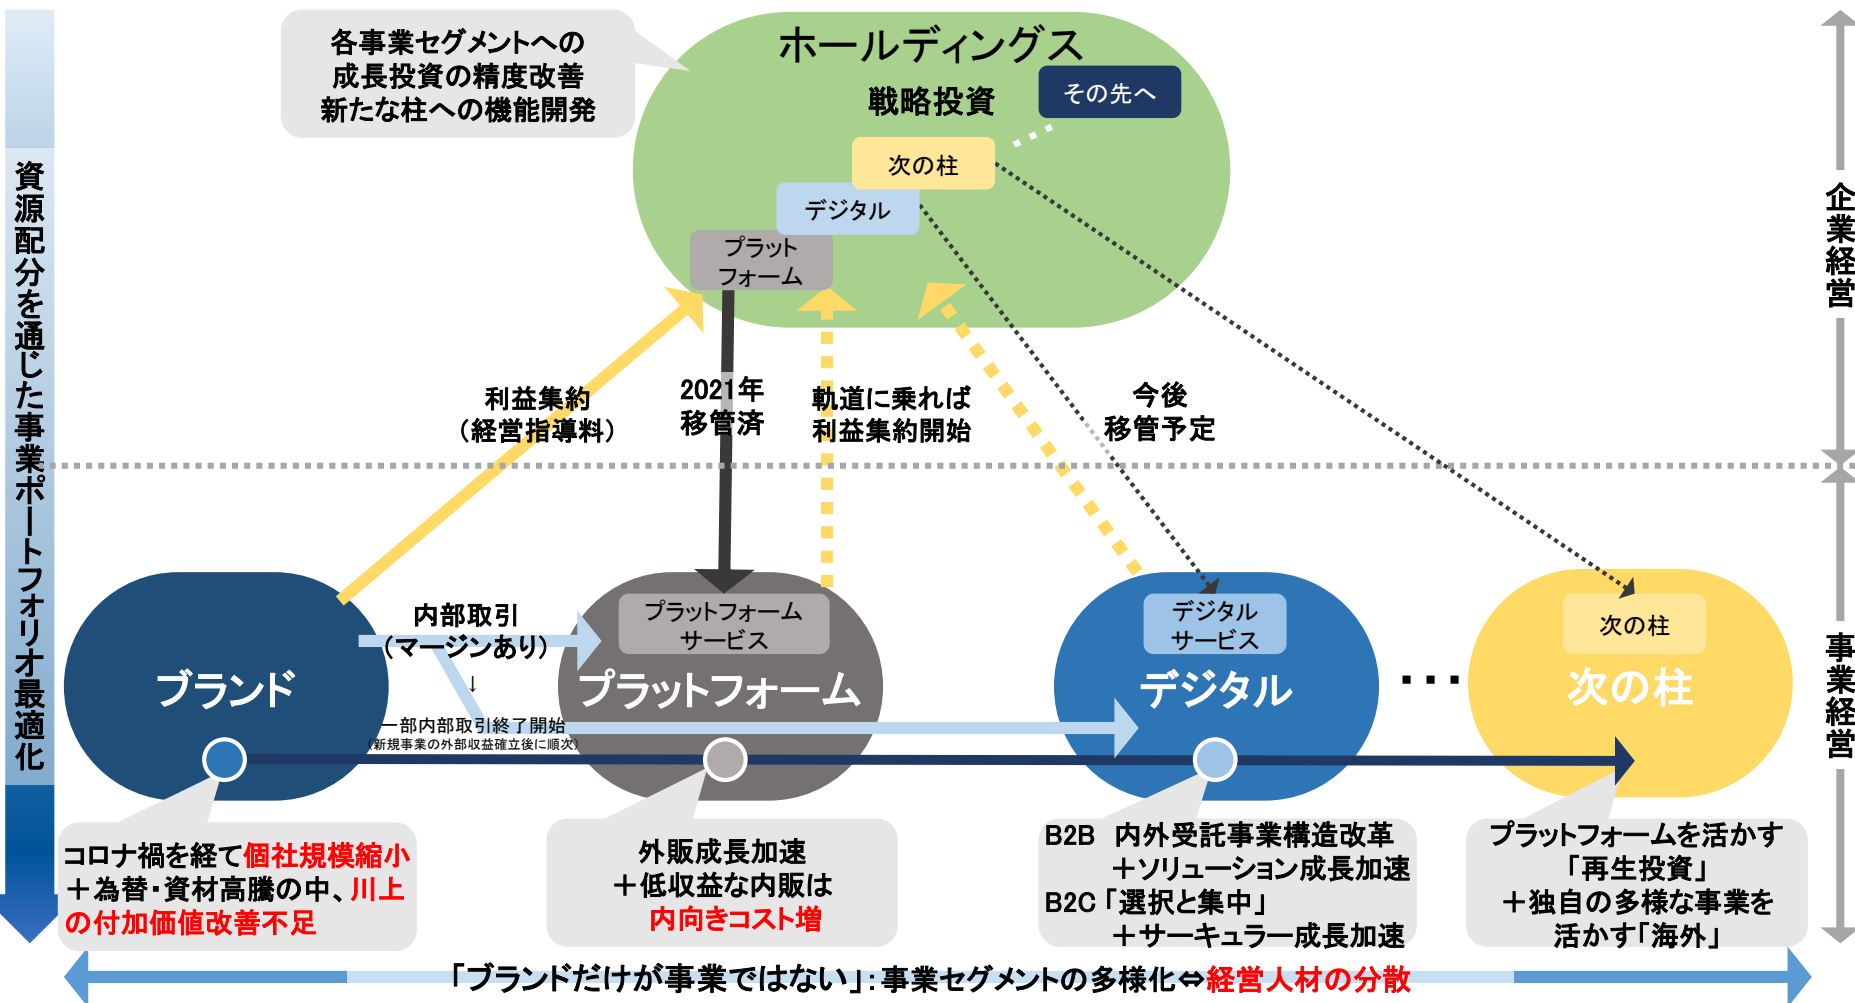 各事業セグメントへの
成長投資の精度改善
新たな柱への機能開発
ホールディングス
戦略投資
その先へ
次の柱
デジタル
プラット
フォーム
資源配分を通じた事業ポートフォリオ最適化
企業経営
利益集約
（経営指導料）
2021年
移管済
軌道に乗れば
利益集約開始
今後
移管予定
事業経営
内部取引
（マージンあり）
↓
一部内部取引終了開始
（新規事業の外部収益確立後に順次）
ブランド
プラットフォーム
サービス
プラットフォーム
デジタル
サービス
デジタル
・・・
次の柱
次の柱
コロナ禍を経て個社規模縮小
＋為替・資材高騰の中、川上
の付加価値改善不足
外販成長加速
＋低収益な内販は
内向きコスト増
B2B 内外受託事業構造改革
＋ソリューション成長加速
B2C「選択と集中」
＋サーキュラー成長加速
プラットフォームを活かす
「再生投資」
＋独自の多様な事業を
活かす「海外」
「ブランドだけが事業ではない」：事業セグメントの多様化⇔経営人材の分散